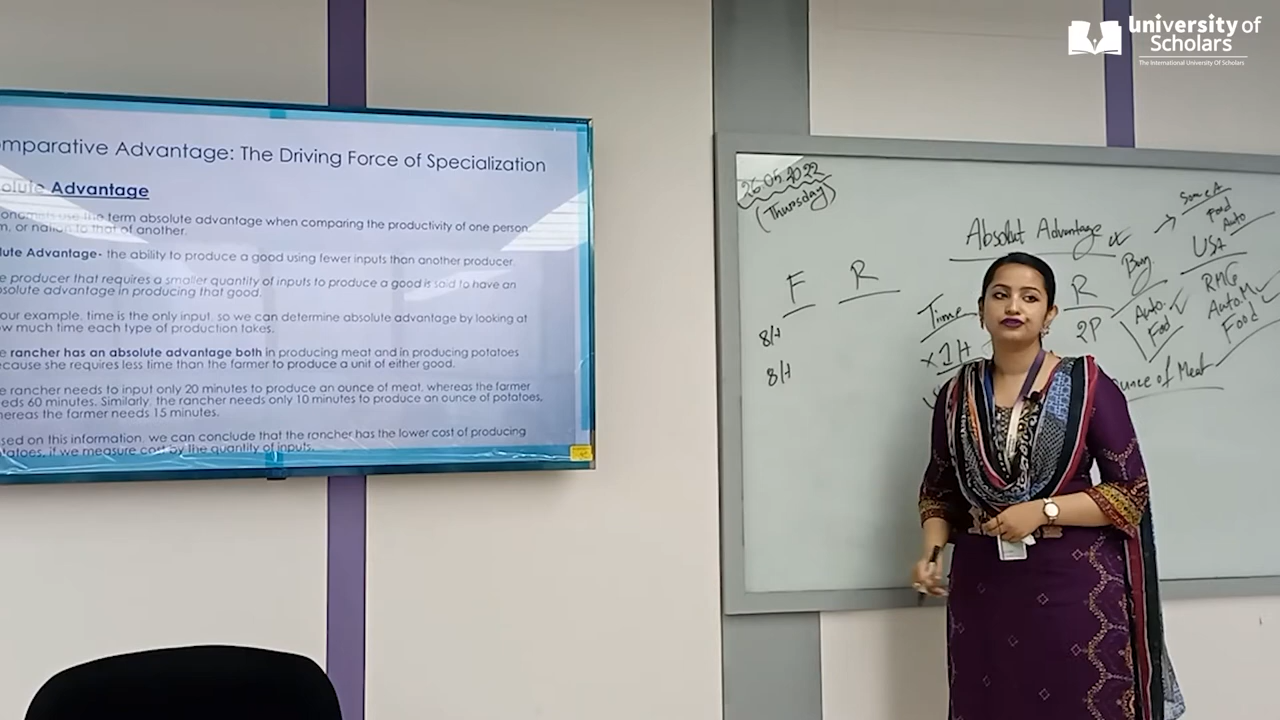 university of
Scholars
The International University Of Scholars
omparative Advantage: The Driving Force of Specialization
olute Advantage
onomists use the term absolute advantage when comparing the productivity of one person,
m, or nation to that of another.
lute Advantage- the ability to produce a good using fewer inputs than another producer.
e producer that requires a smaller quantity of inputs to produce a good is said to have an
solute advantage in producing that good.
our example, time is the only input, so we can determine absolute advantage by looking at
ow much time each type of production takes.
e rancher has an absolute advantage both in producing meat and in producing potatoes
ecause she requires less time than the farmer to produce a unit of either good.
e rancher needs to input only 20 minutes to produce an ounce of meat, whereas the farmer
eeds 60 minutes. Similarly, the rancher needs only 10 minutes to produce an ounce of potatoes,
hereas the farmer needs 15 minutes.
sed on this information, we can conclude that the rancher has the lower cost of producing
tatoes, if we measure cost by the quantity of inputs.
26.05.2022
(Thursday)
Absolut Advantage
F R
8H
8H
Time
x 1H
R
2P
Auto
Food
Food
Auto
USA
RMG
Auto.M
Food
ounce of Meat